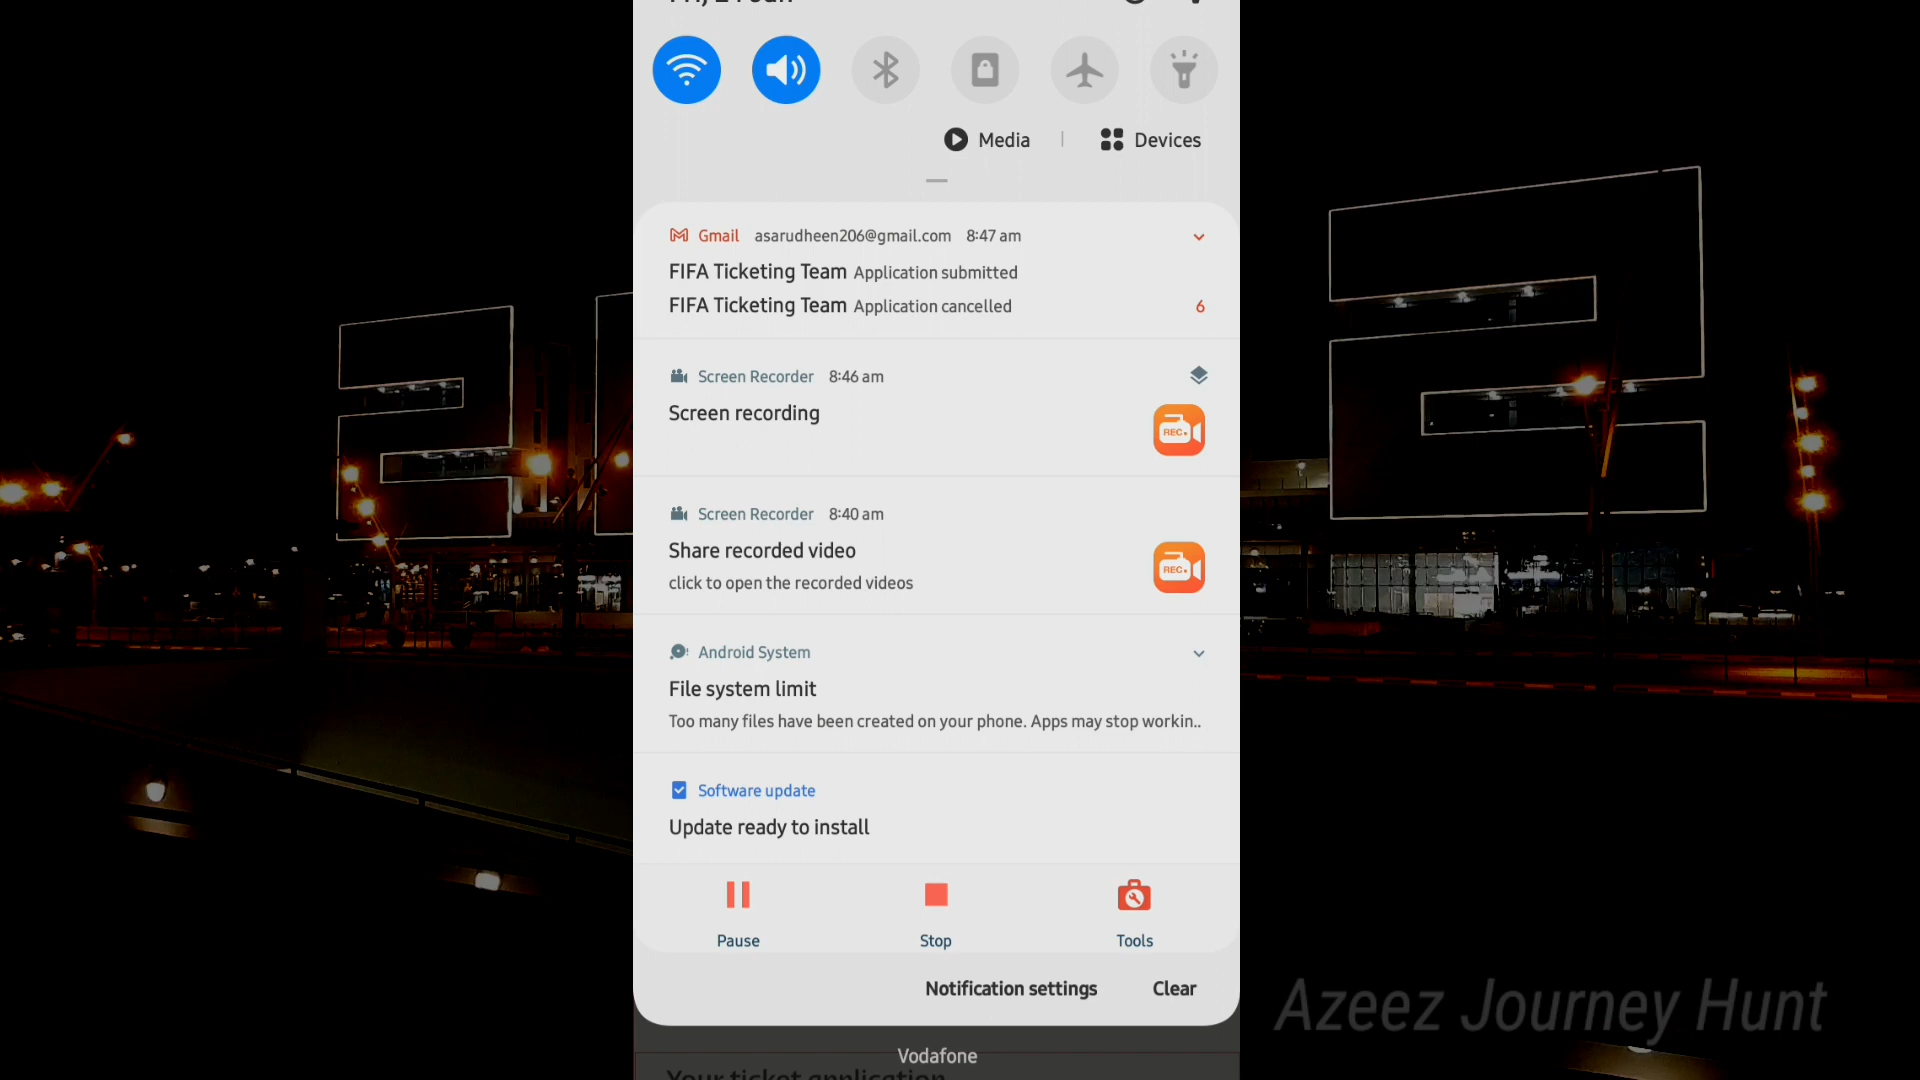 Media | Devices
Gmail asarudheen206@gmail.com 8:47 am
FIFA Ticketing Team Application submitted
FIFA Ticketing Team Application cancelled 6
Screen Recorder 8:46 am
Screen recording
REC
Screen Recorder 8:40 am
Share recorded video
click to open the recorded videos
REC
Android System
File system limit
Too many files have been created on your phone. Apps may stop workin..
Software update
Update ready to install
Pause Stop Tools
Notification settings Clear
Vodafone
Your ticket application
Azeez Journey Hunt